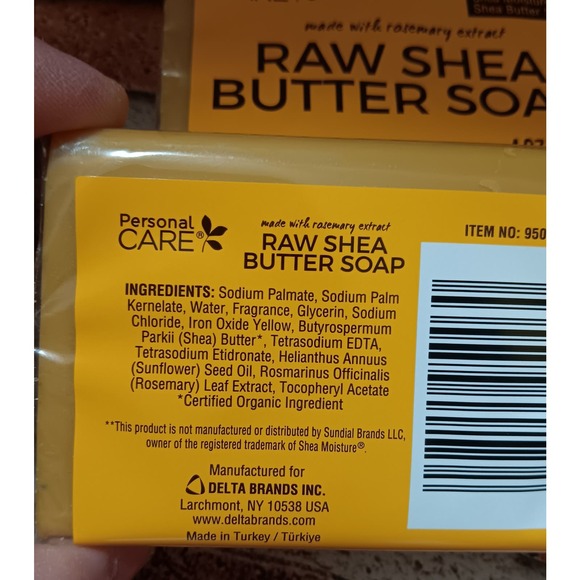 Shea Butter
made with rosemary extract
RAW SHEA
BUTTER SOA
Personal
CARE®
made with rosemary extract
RAW SHEA
BUTTER SOAP
ITEM NO: 950
INGREDIENTS: Sodium Palmate, Sodium Palm
Kernelate, Water, Fragrance, Glycerin, Sodium
Chloride, Iron Oxide Yellow, Butyrospermum
Parkii (Shea) Butter*, Tetrasodium EDTA,
Tetrasodium Etidronate, Helianthus Annuus
(Sunflower) Seed Oil, Rosmarinus Officinalis
(Rosemary) Leaf Extract, Tocopheryl Acetate
*Certified Organic Ingredient
**This product is not manufactured or distributed by Sundial Brands LLC,
owner of the registered trademark of Shea Moisture®.
Manufactured for
DELTA BRANDS INC.
Larchmont, NY 10538 USA
www.deltabrands.com
Made in Turkey / Türkiye